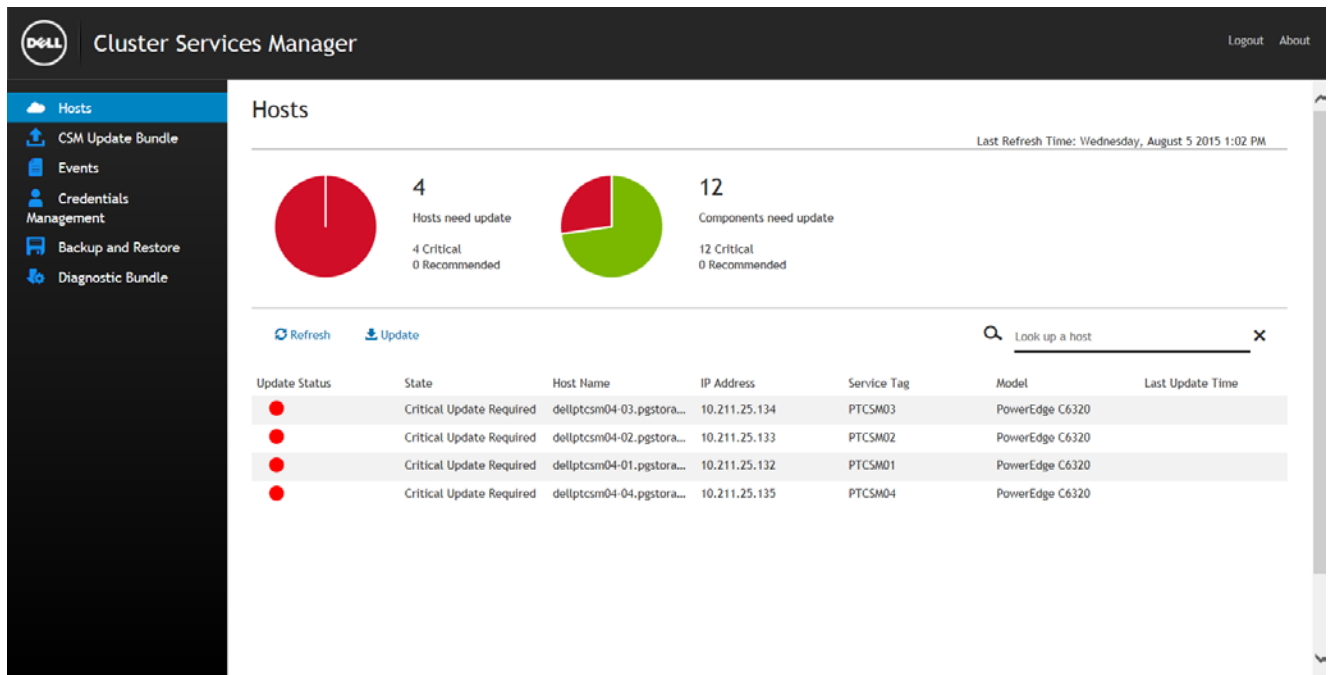 DELL Cluster Services Manager Logout About
Hosts
CSM Update Bundle
Events
Credentials
Management
Backup and Restore
Diagnostic Bundle
Hosts
Last Refresh Time: Wednesday, August 5 2015 1:02 PM
4
Hosts need update
4 Critical
0 Recommended
12
Components need update
12 Critical
0 Recommended
Refresh Update Look up a host
Update Status State Host Name IP Address Service Tag Model Last Update Time
Critical Update Required dellptcsm04-03.pgstora... 10.211.25.134 PTCSM03 PowerEdge C6320
Critical Update Required dellptcsm04-02.pgstora... 10.211.25.133 PTCSM02 PowerEdge C6320
Critical Update Required dellptcsm04-01.pgstora... 10.211.25.132 PTCSM01 PowerEdge C6320
Critical Update Required dellptcsm04-04.pgstora... 10.211.25.135 PTCSM04 PowerEdge C6320